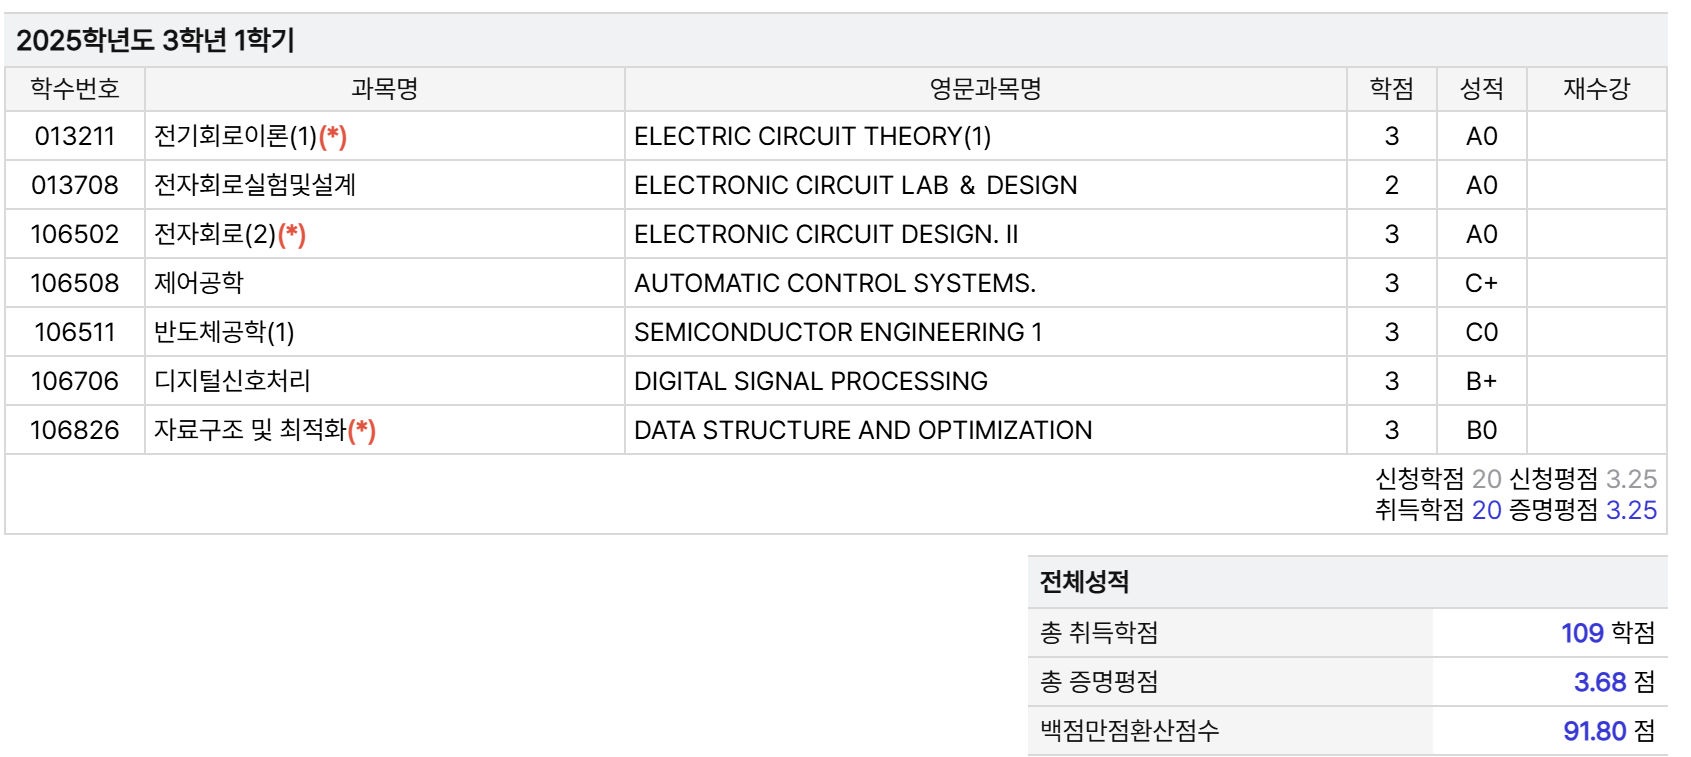 2025학년도 3학년 1학기
학수번호 과목명 영문과목명 학점 성적 재수강
013211 전기회로이론(1)(*) ELECTRIC CIRCUIT THEORY(1) 3 A0
013708 전자회로실험및설계 ELECTRONIC CIRCUIT LAB & DESIGN 2 A0
106502 전자회로(2)(*) ELECTRONIC CIRCUIT DESIGN. II 3 A0
106508 제어공학 AUTOMATIC CONTROL SYSTEMS. 3 C+
106511 반도체공학(1) SEMICONDUCTOR ENGINEERING 1 3 C0
106706 디지털신호처리 DIGITAL SIGNAL PROCESSING 3 B+
106826 자료구조 및 최적화(*) DATA STRUCTURE AND OPTIMIZATION 3 B0
신청학점 20 신청평점 3.25
취득학점 20 증명평점 3.25
전체성적
총 취득학점 109 학점
총 증명평점 3.68 점
백점만점환산점수 91.80 점